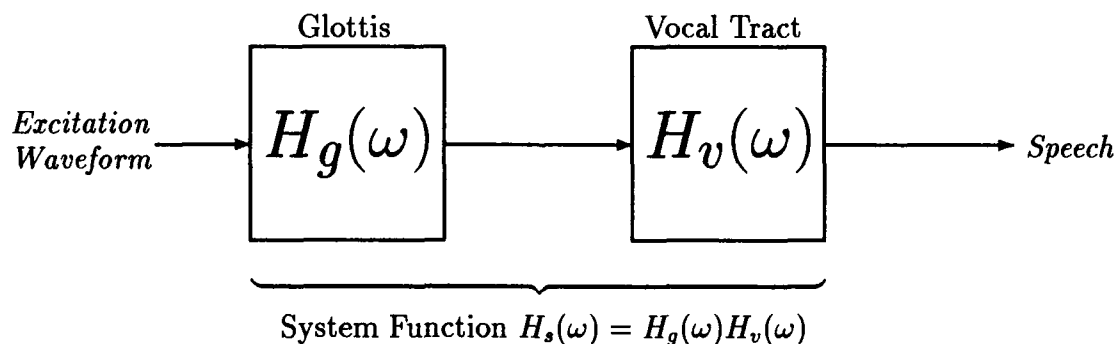 Glottis
Vocal Tract
Excitation
Waveform
H_g(ω)
H_v(ω)
Speech
System Function H_s(ω) = H_g(ω)H_v(ω)